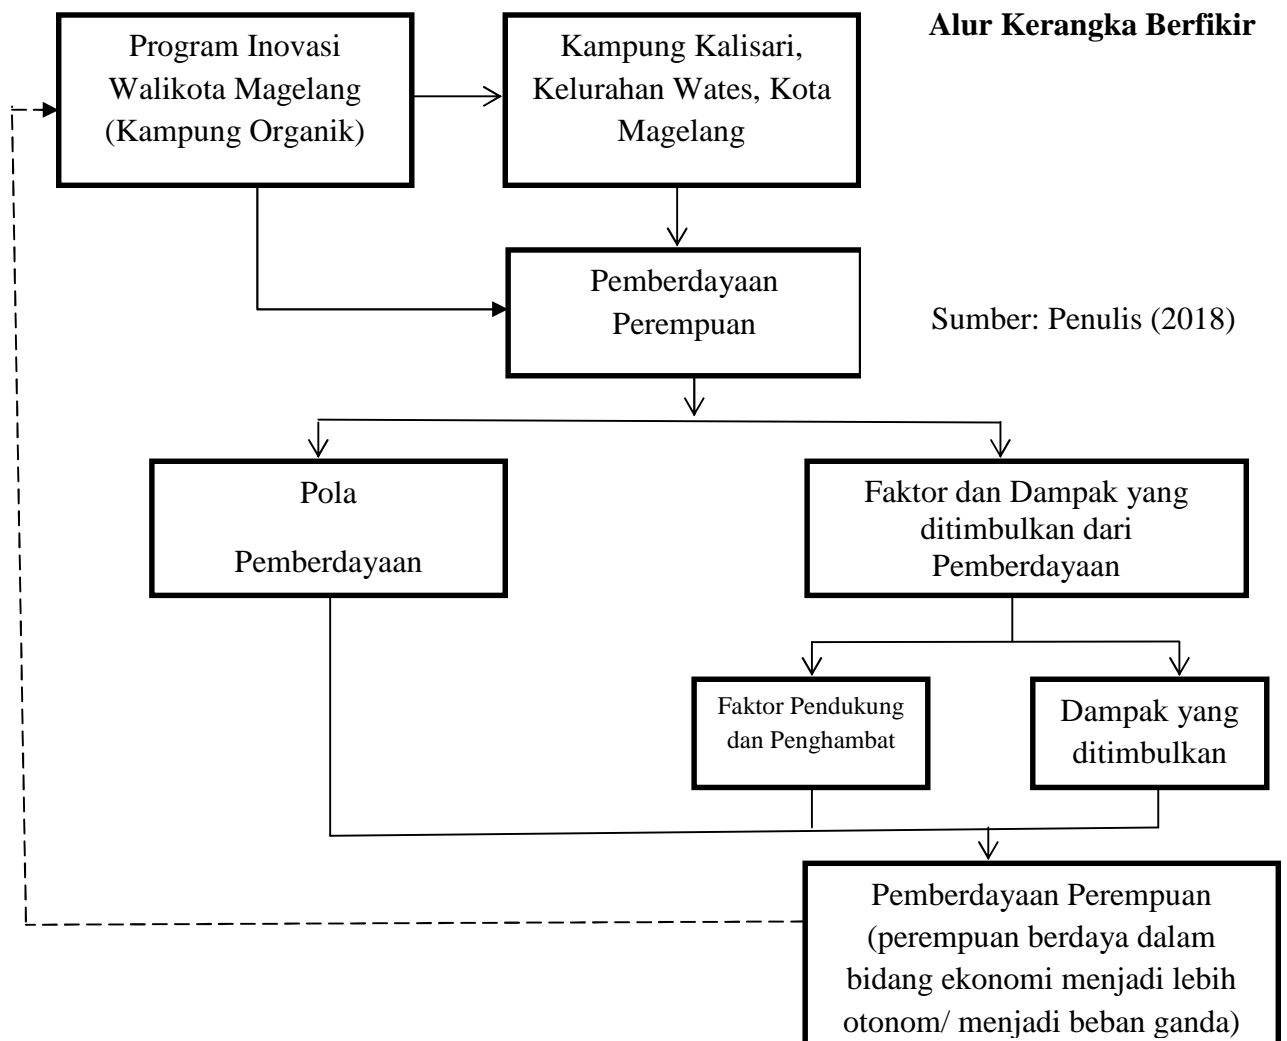 Alur Kerangka Berfikir
Program Inovasi
Walikota Magelang
(Kampung Organik)
Kampung Kalisari,
Kelurahan Wates, Kota
Magelang
Pemberdayaan
Perempuan
Sumber: Penulis (2018)
Pola
Pemberdayaan
Faktor dan Dampak yang
ditimbulkan dari
Pemberdayaan
Faktor Pendukung
dan Penghambat
Dampak yang
ditimbulkan
Pemberdayaan Perempuan
(perempuan berdaya dalam
bidang ekonomi menjadi lebih
otonom/ menjadi beban ganda)